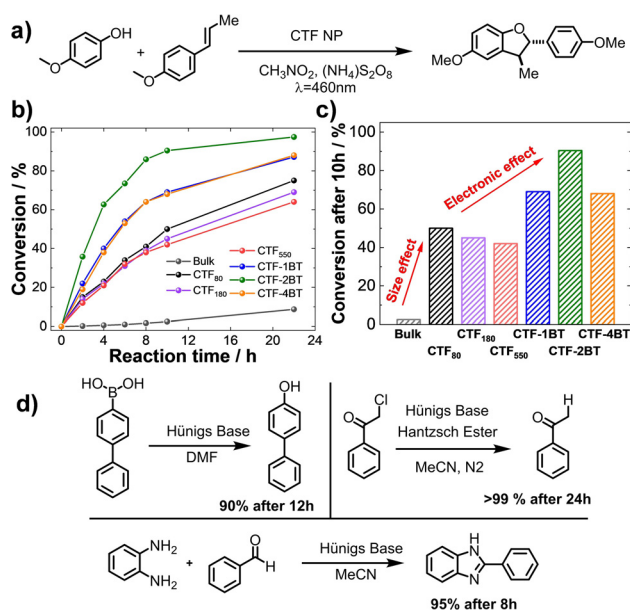 a)
OH
O
+
Me
O
CTF NP
CH₃NO₂, (NH₄)S₂O₈
λ=460nm
MeO
O
Me
OMe
b)
Conversion / %
100
80
60
40
20
0
Bulk
CTF₈₀
CTF₁₈₀
CTF₅₅₀
CTF-1BT
CTF-2BT
CTF-4BT
0 4 8 12 16 20 24
Reaction time / h
c)
Conversion after 10h / %
100
80
60
40
20
0
Size effect
Electronic effect
Bulk
CTF₈₀
CTF₁₈₀
CTF₅₅₀
CTF-1BT
CTF-2BT
CTF-4BT
d)
HO
B
OH
Hünigs Base
DMF
OH
90% after 12h
Cl
O
Hünigs Base
Hantzsch Ester
MeCN, N2
H
O
>99 % after 24h
NH₂
NH₂
+
O
H
Hünigs Base
MeCN
H
N
N
95% after 8h